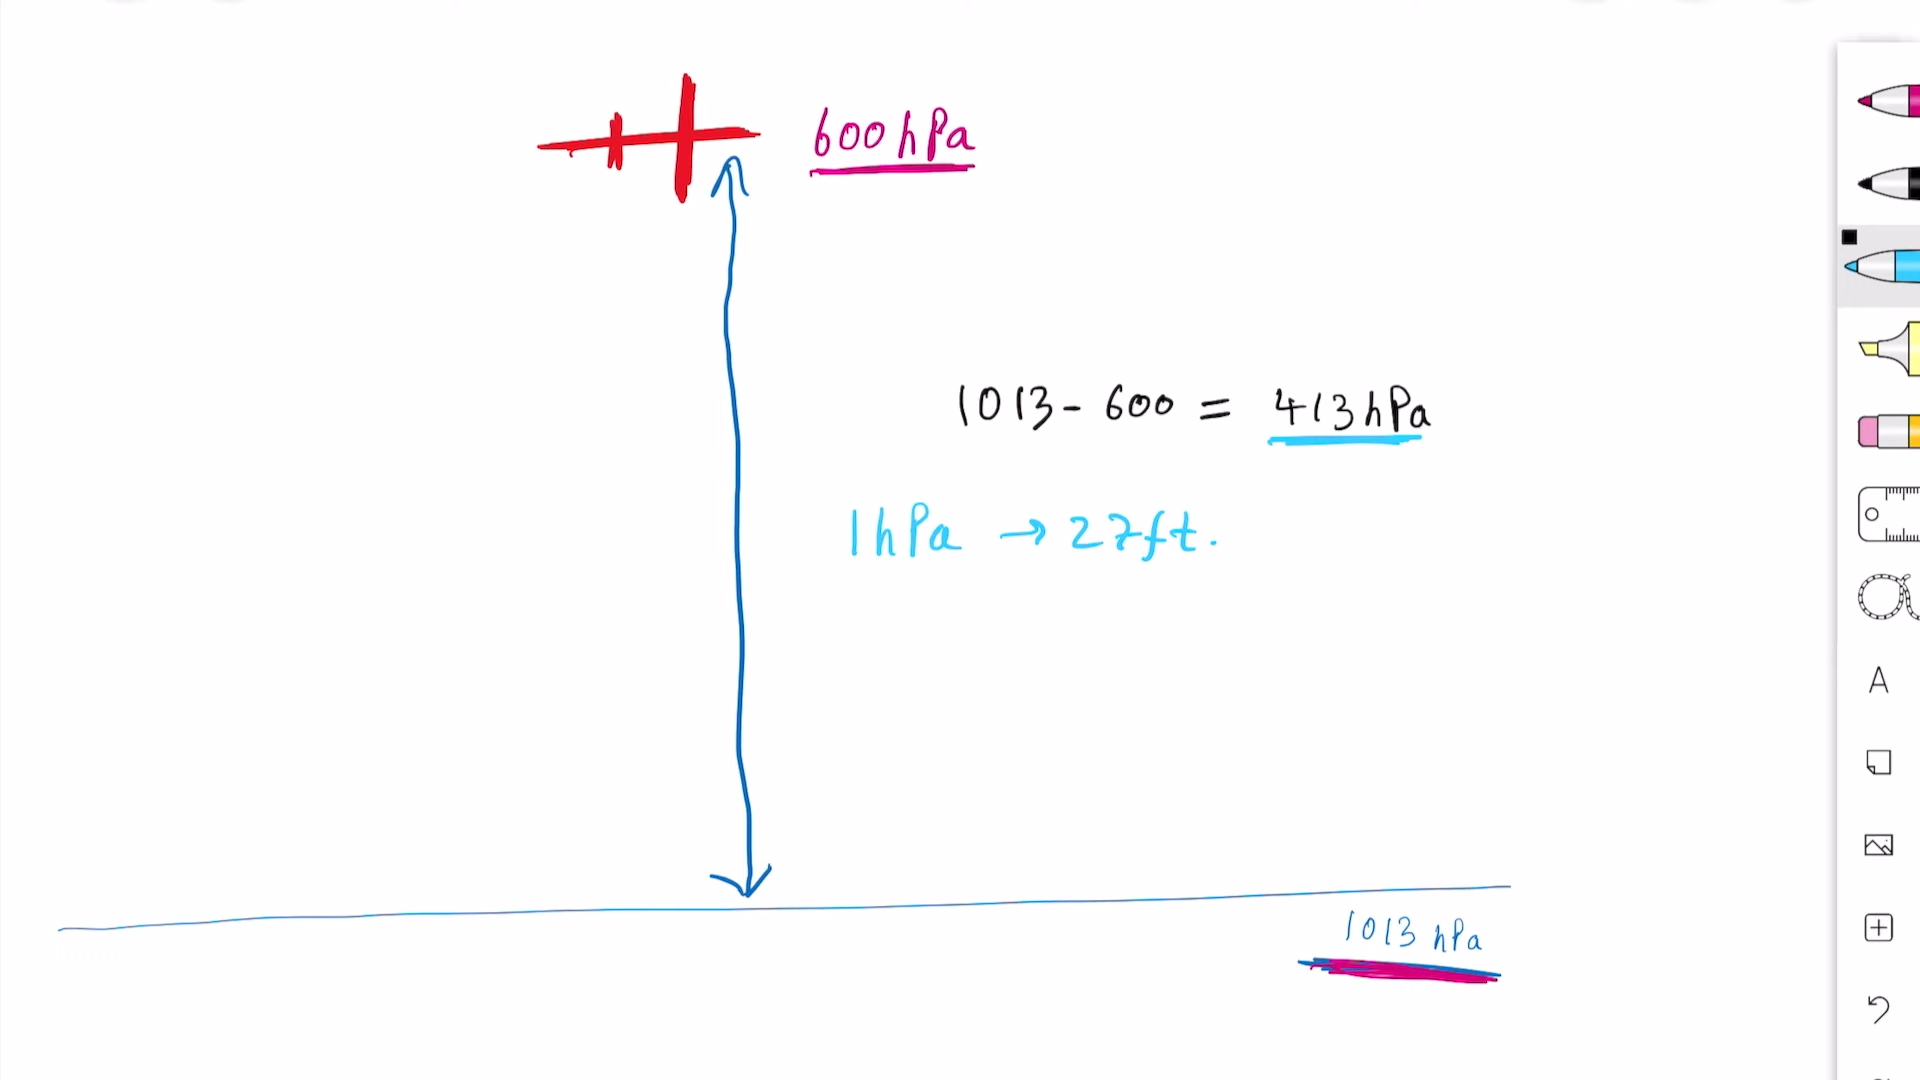 600 hPa
1013 - 600 = 413 hPa
1 hPa → 27 ft.
1013 hPa
A